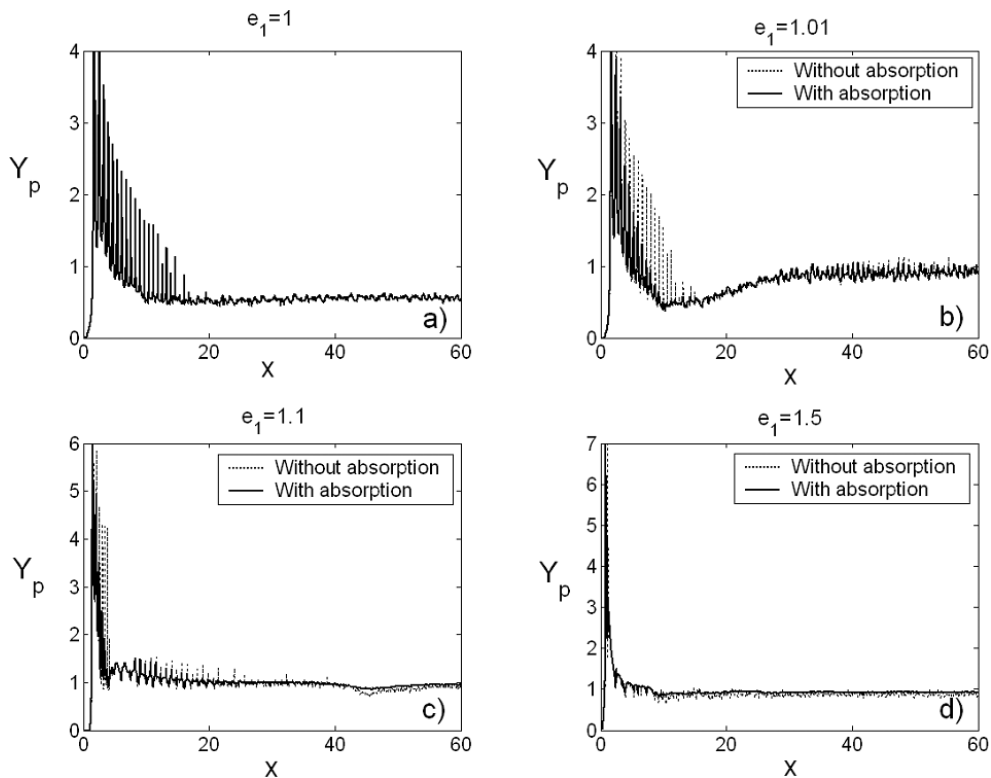 e₁=1
4
3
2
1
0
Yₚ
0 20 40 60
X
a)
e₁=1.01
Without absorption
With absorption
4
3
2
1
0
Yₚ
0 20 40 60
X
b)
e₁=1.1
Without absorption
With absorption
6
5
4
3
2
1
0
Yₚ
0 20 40 60
X
c)
e₁=1.5
Without absorption
With absorption
7
6
5
4
3
2
1
0
Yₚ
0 20 40 60
X
d)